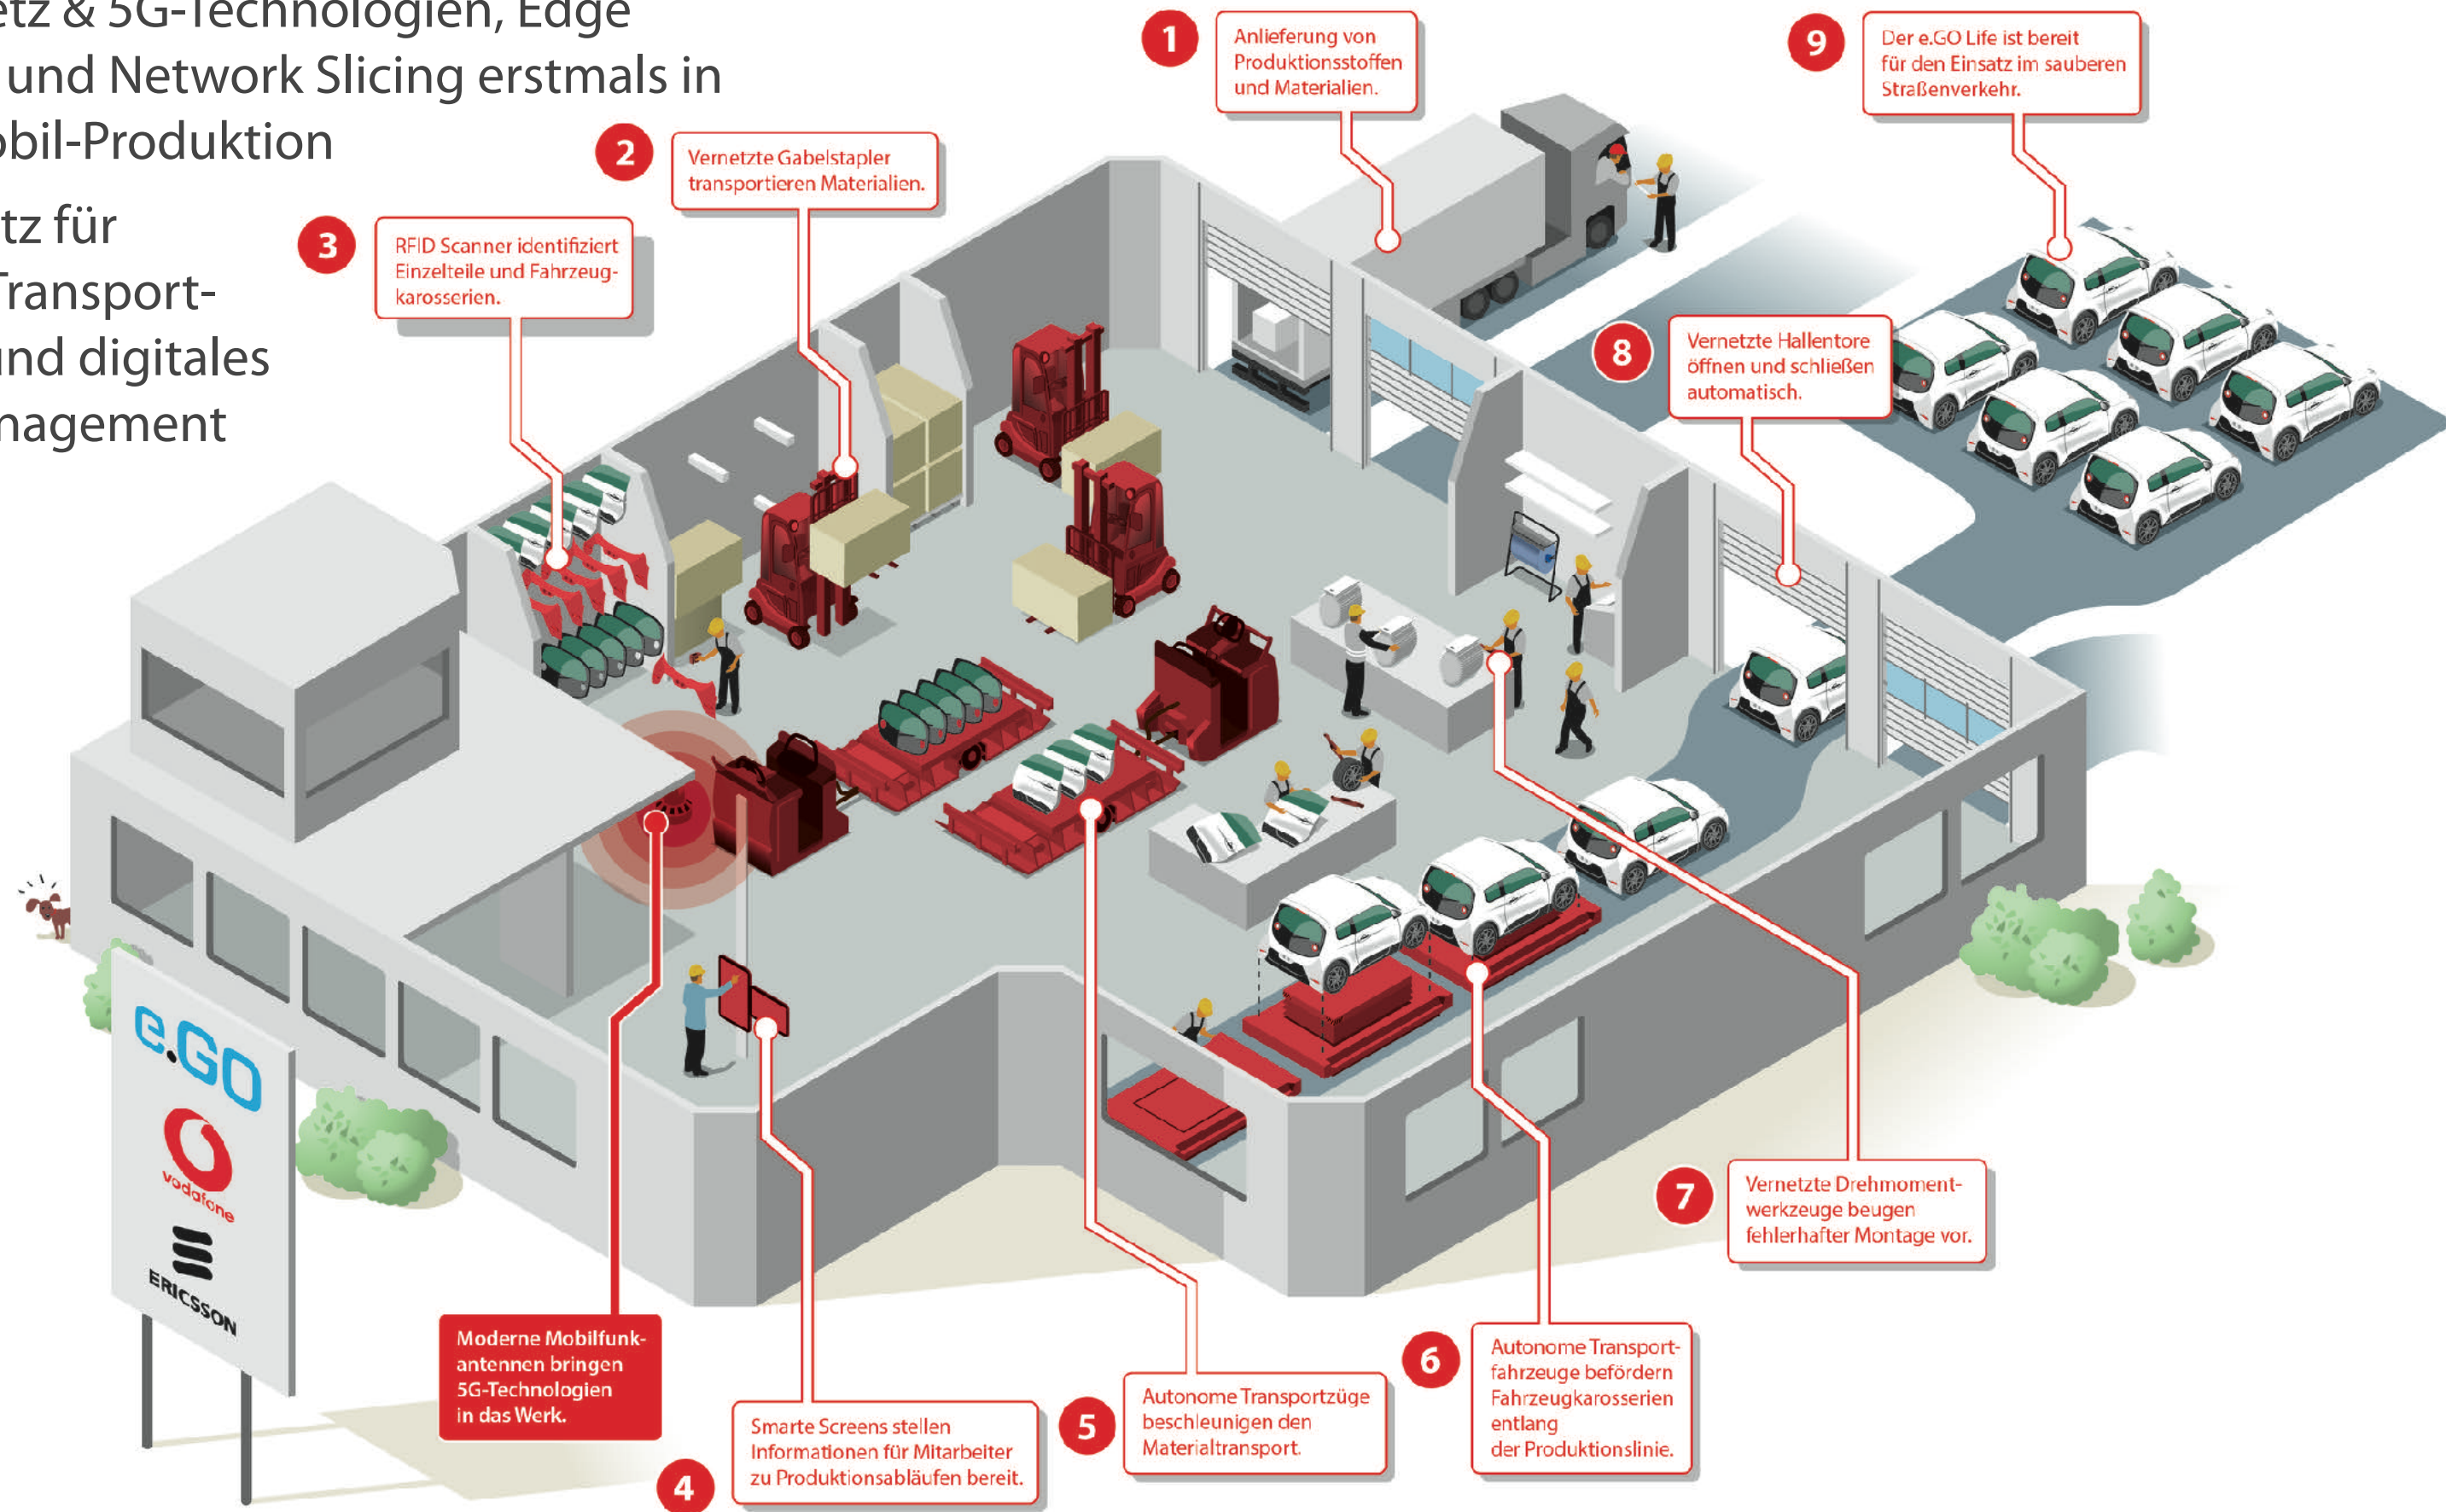 etz & 5G-Technologien, Edge
und Network Slicing erstmals in
obil-Produktion
tz für
Transport-
und digitales
nagement
1
Anlieferung von
Produktionsstoffen
und Materialien.
9
Der e.GO Life ist bereit
für den Einsatz im sauberen
Straßenverkehr.
2
Vernetzte Gabelstapler
transportieren Materialien.
3
RFID Scanner identifiziert
Einzelteile und Fahrzeug-
karosserien.
8
Vernetzte Hallentore
öffnen und schließen
automatisch.
e.GO
vodafone
ERICSSON
Moderne Mobilfunk-
antennen bringen
5G-Technologien
in das Werk.
4
Smarte Screens stellen
Informationen für Mitarbeiter
zu Produktionsabläufen bereit.
5
Autonome Transportzüge
beschleunigen den
Materialtransport.
6
Autonome Transport-
fahrzeuge befördern
Fahrzeugkarosserien
entlang
der Produktionslinie.
7
Vernetzte Drehmoment-
werkzeuge beugen
fehlerhafter Montage vor.